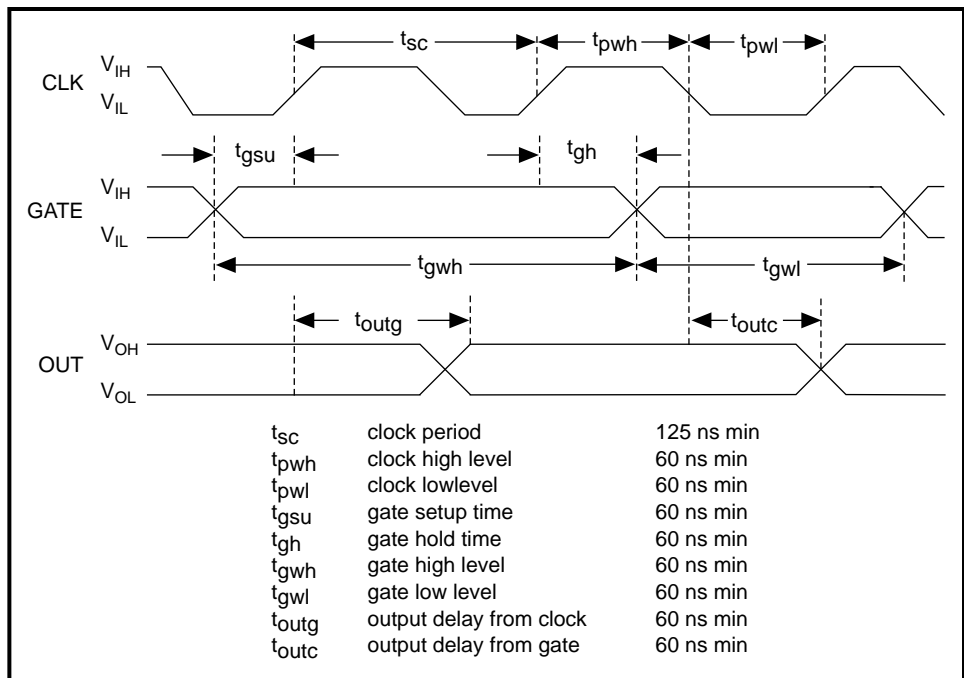 tsc tpwh tpwl
CLK VIH
VIL
tgsu tgh
GATE VIH
VIL
tgwh tgwl
toutg toutc
OUT VOH
VOL
tsc clock period 125 ns min
tpwh clock high level 60 ns min
tpwl clock lowlevel 60 ns min
tgsu gate setup time 60 ns min
tgh gate hold time 60 ns min
tgwh gate high level 60 ns min
tgwl gate low level 60 ns min
toutg output delay from clock 60 ns min
toutc output delay from gate 60 ns min